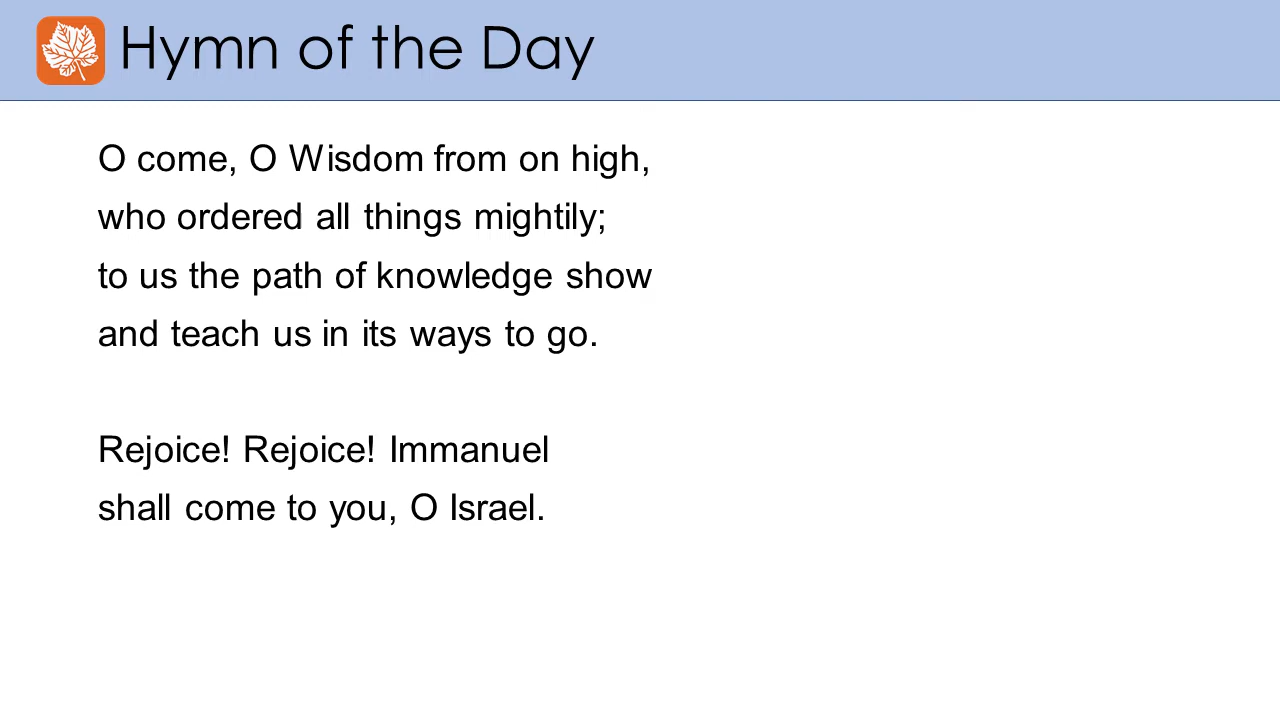 Hymn of the Day
O come, O Wisdom from on high,
who ordered all things mightily;
to us the path of knowledge show
and teach us in its ways to go.
Rejoice! Rejoice! Immanuel
shall come to you, O Israel.